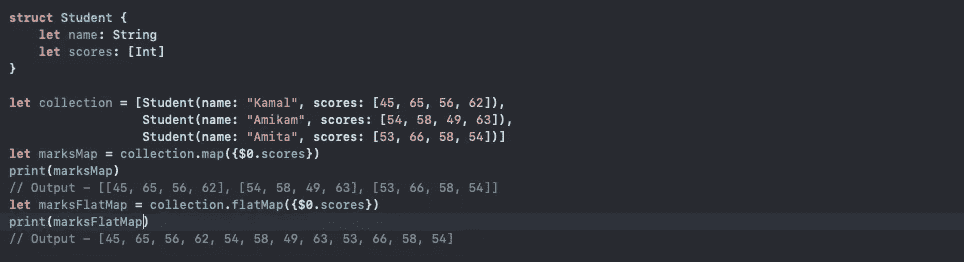 struct Student {
let name: String
let scores: [Int]
}
let collection = [Student(name: "Kamal", scores: [45, 65, 56, 62]),
Student(name: "Amikam", scores: [54, 58, 49, 63]),
Student(name: "Amita", scores: [53, 66, 58, 54])]
let marksMap = collection.map({$0.scores})
print(marksMap)
// Output - [[45, 65, 56, 62], [54, 58, 49, 63], [53, 66, 58, 54]]
let marksFlatMap = collection.flatMap({$0.scores})
print(marksFlatMap)
// Output - [45, 65, 56, 62, 54, 58, 49, 63, 53, 66, 58, 54]